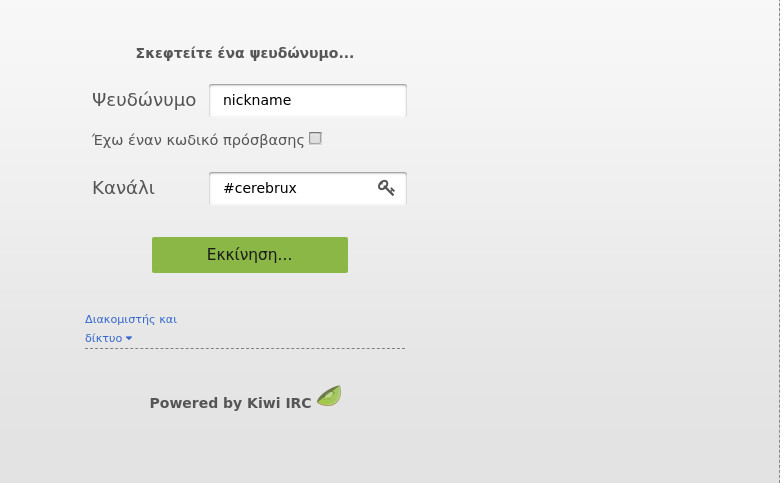 Σκεφτείτε ένα ψευδώνυμο...
Ψευδώνυμο nickname
Έχω έναν κωδικό πρόσβασης
Κανάλι #cerebrux
Εκκίνηση...
Διακομιστής και
δίκτυο
Powered by Kiwi IRC